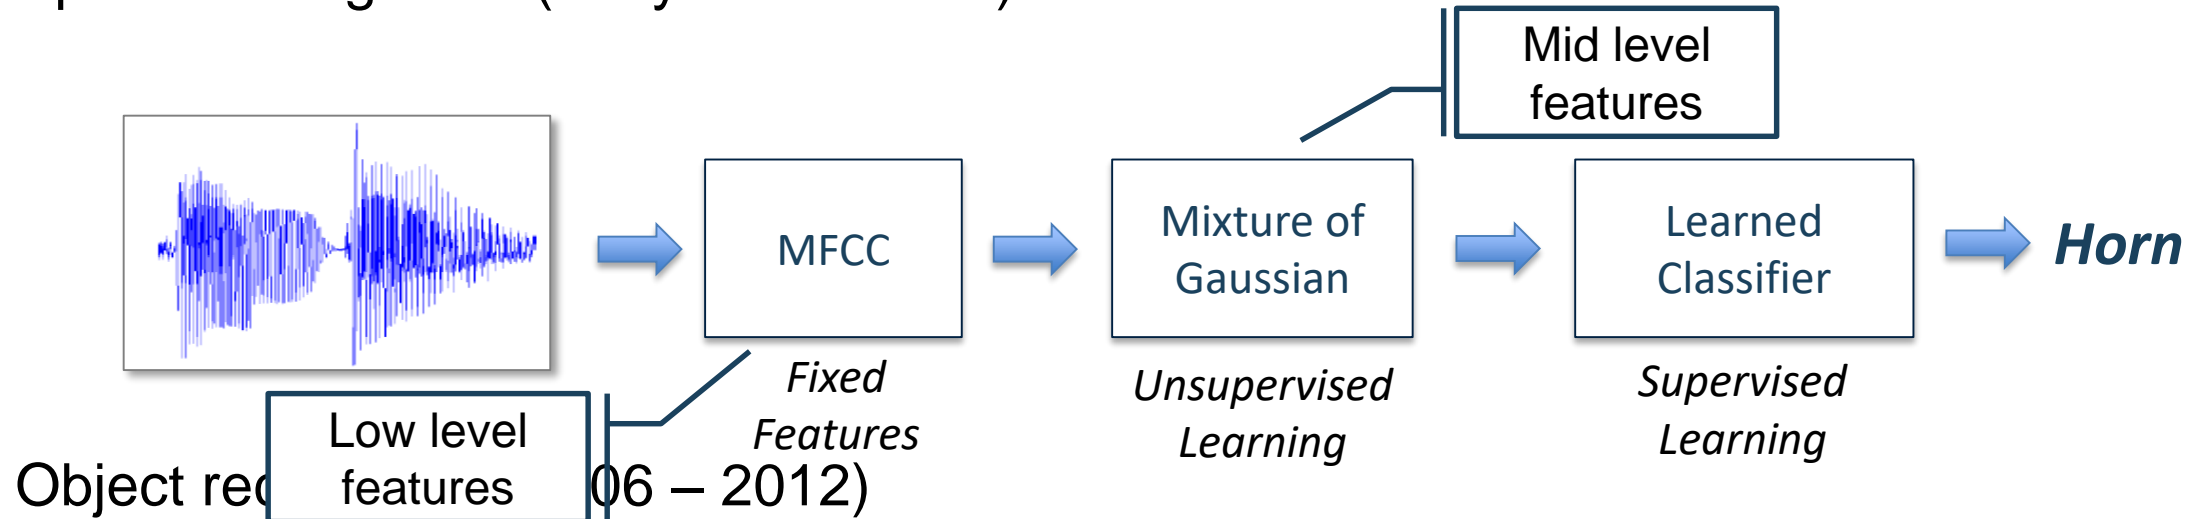 Mid level
features
MFCC
Mixture of
Gaussian
Learned
Classifier
Horn
Fixed
Features
Unsupervised
Learning
Supervised
Learning
Low level
features
Object 06 – 2012)